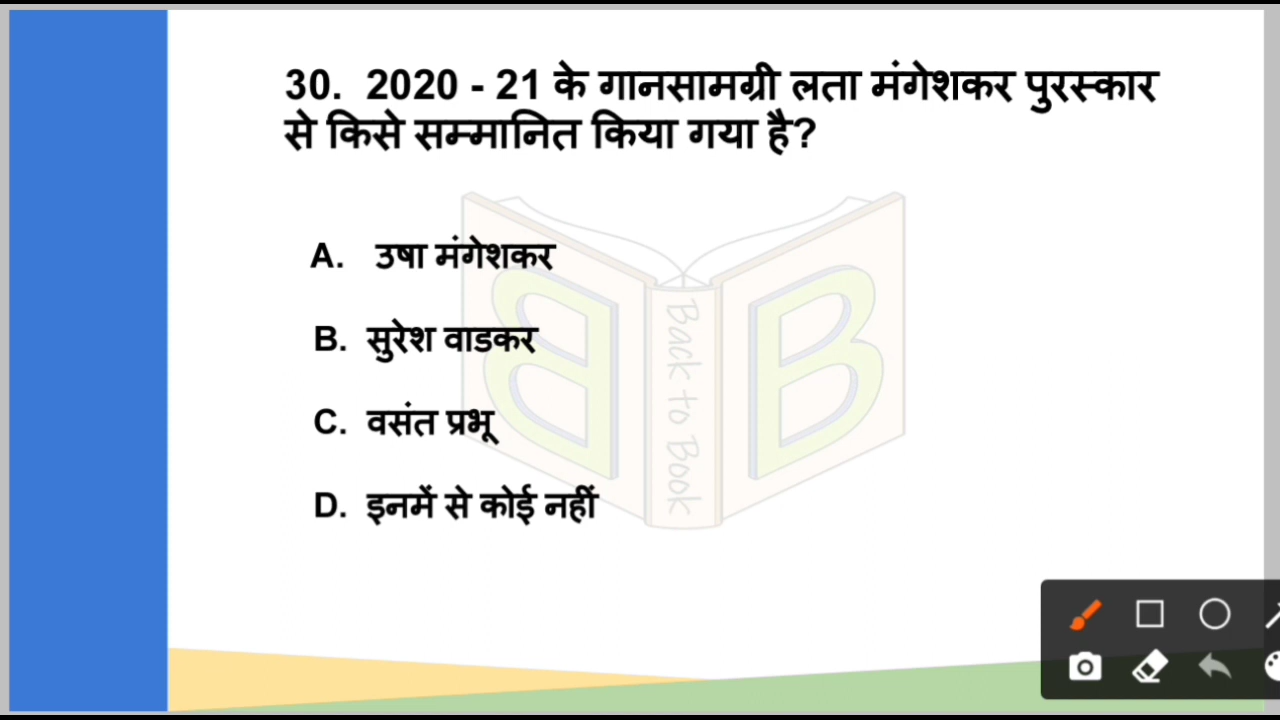 30. 2020 - 21 के गानसामग्री लता मंगेशकर पुरस्कार
से किसे सम्मानित किया गया है?
A. उषा मंगेशकर
B. सुरेश वाडकर
C. वसंत प्रभू
D. इनमें से कोई नहीं
Back to Book
B B